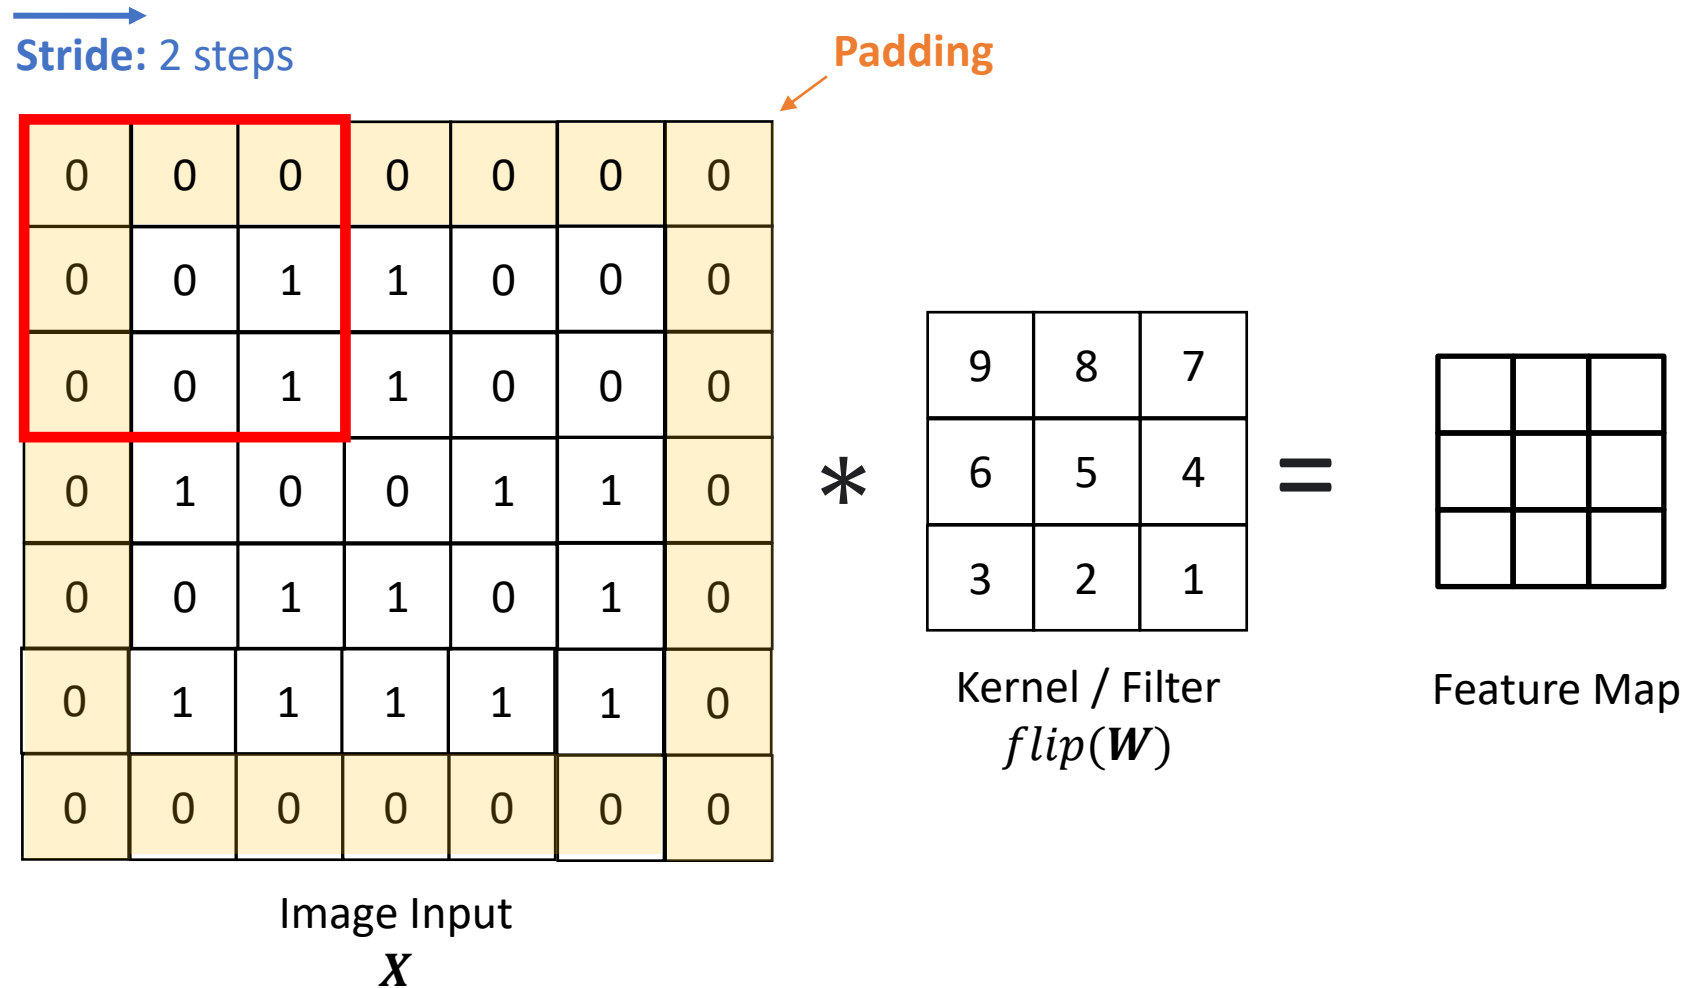 Stride: 2 steps
Padding
0 0 0 0 0 0 0
0 0 1 1 0 0 0
0 0 1 1 0 0 0
0 1 0 0 1 1 0
0 0 1 1 0 1 0
0 1 1 1 1 1 0
0 0 0 0 0 0 0
*
9 8 7
6 5 4
3 2 1
=
Image Input
X
Kernel / Filter
flip(W)
Feature Map